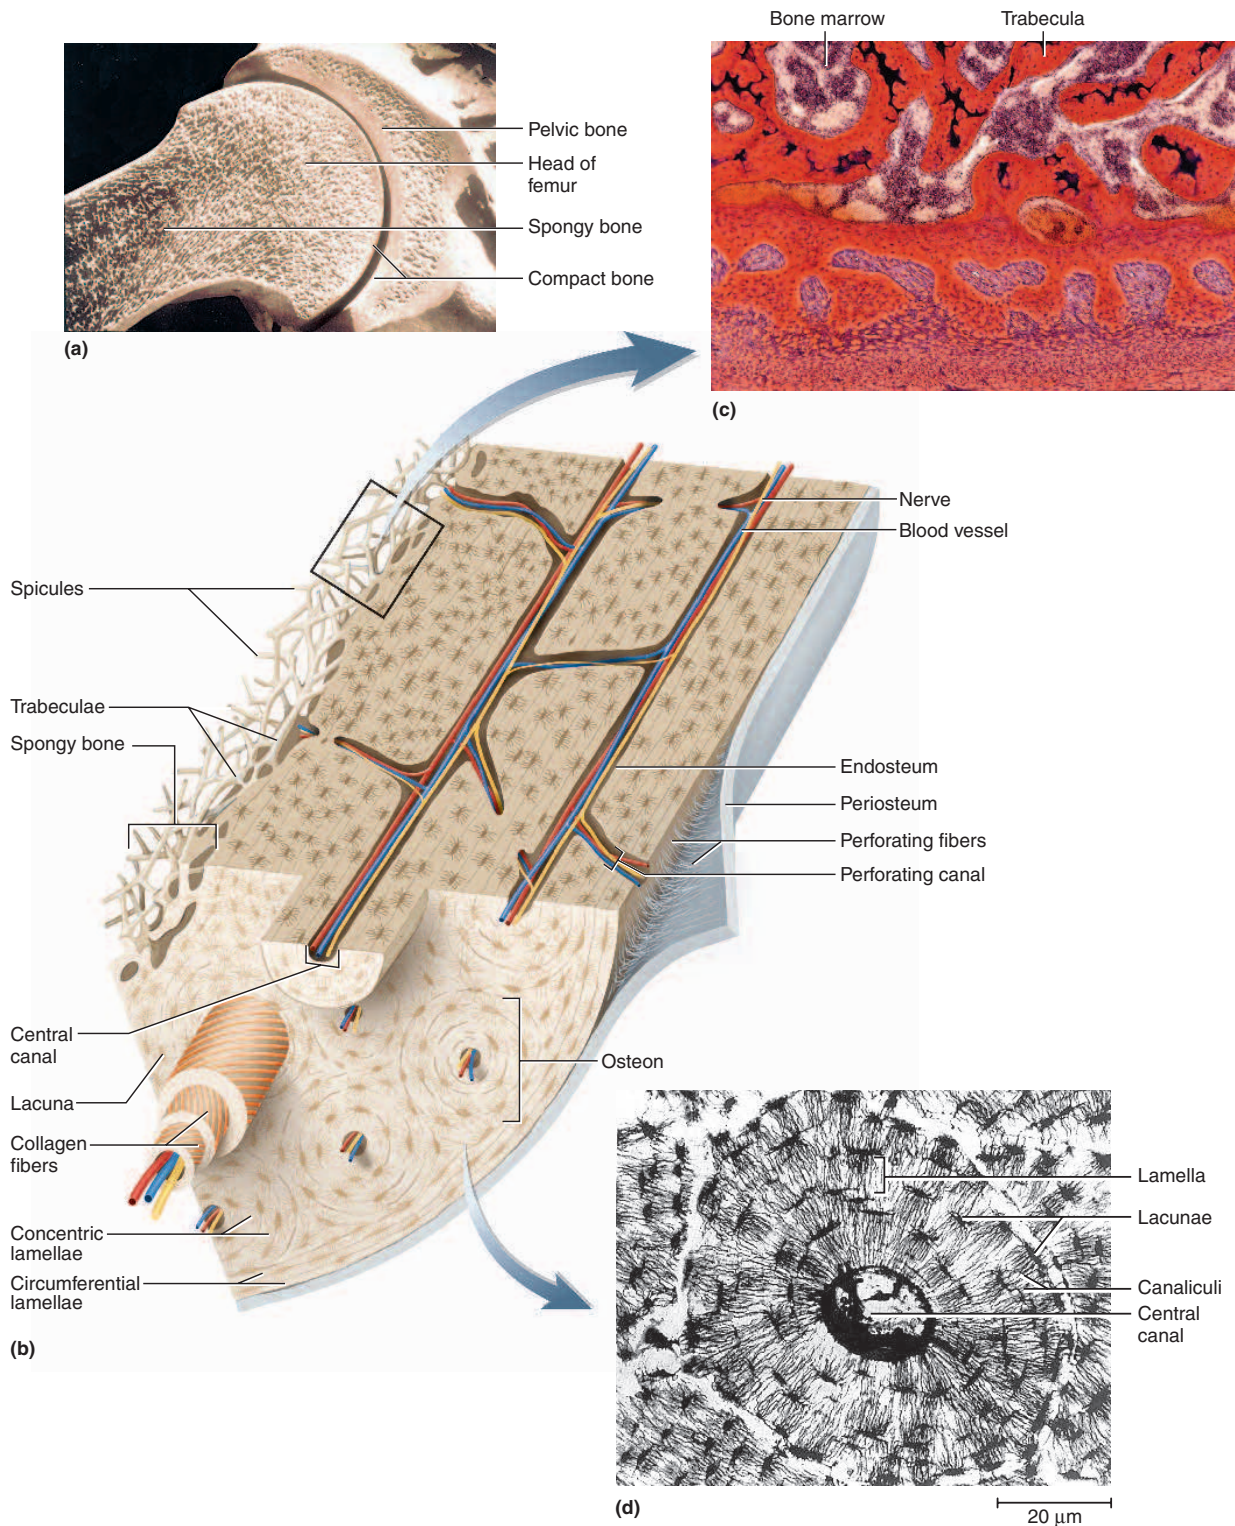 Bone marrow
Trabecula
Pelvic bone
Head of
femur
Spongy bone
Compact bone
(a)
(c)
Nerve
Blood vessel
Spicules
Trabeculae
Spongy bone
Endosteum
Periosteum
Perforating fibers
Perforating canal
Central
canal
Osteon
Lacuna
Collagen
fibers
Concentric
lamellae
Circumferential
lamellae
(b)
Lamella
Lacunae
Canaliculi
Central
canal
(d)
20 μm